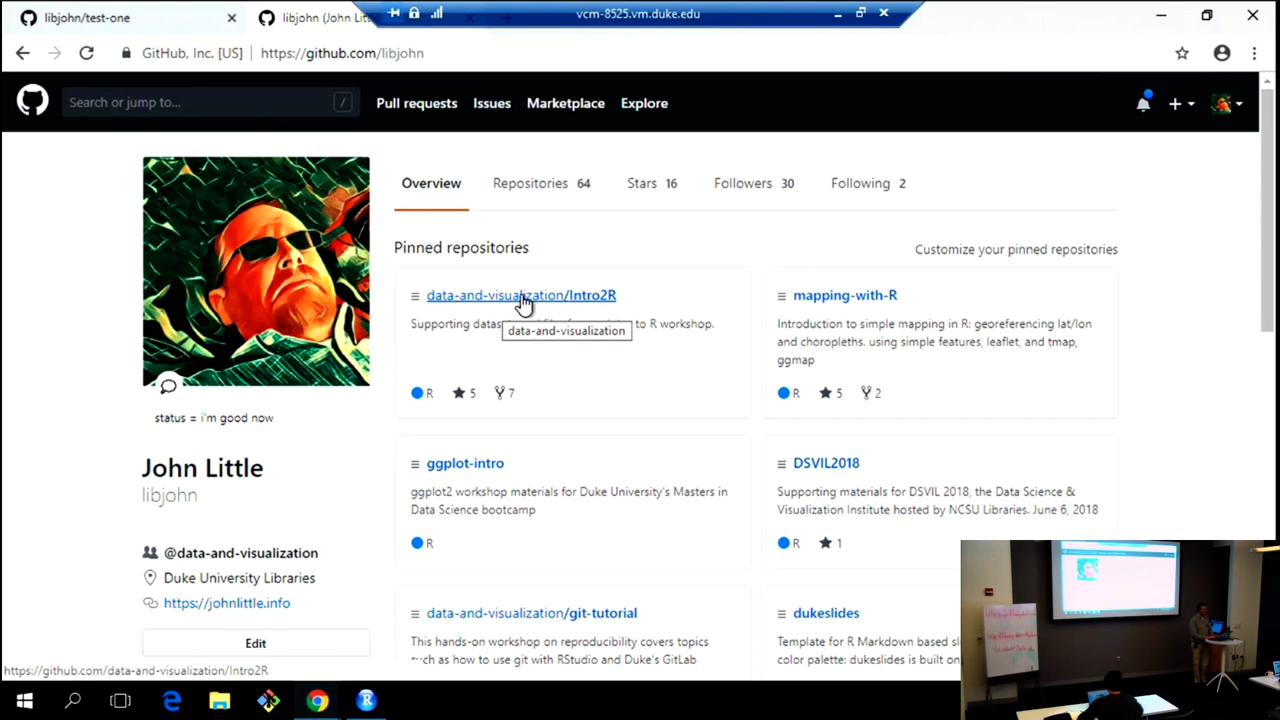 libjohn/test-one
libjohn (John Litt
vcm-8525.vm.duke.edu
GitHub, Inc. [US]
https://github.com/libjohn
Search or jump to...
/
Pull requests
Issues
Marketplace
Explore
Overview
Repositories 64
Stars 16
Followers 30
Following 2
Pinned repositories
Customize your pinned repositories
data-and-visualization/Intro2R
Supporting datas
to R workshop.
data-and-visualization
R 5 7
mapping-with-R
Introduction to simple mapping in R: georeferencing lat/lon
and choropleths. using simple features, leaflet, and tmap,
ggmap
R 5 2
status = i'm good now
John Little
libjohn
@data-and-visualization
Duke University Libraries
https://johnlittle.info
Edit
ggplot-intro
ggplot2 workshop materials for Duke University's Masters in
Data Science bootcamp
R
DSVIL2018
Supporting materials for DSVIL 2018, the Data Science &
Visualization Institute hosted by NCSU Libraries. June 6, 2018
R 1
data-and-visualization/git-tutorial
This hands-on workshop on reproducibility covers topics
such as how to use git with RStudio and Duke's GitLab
dukeslides
Template for R Markdown based sl
color palette: dukeslides is built on
https://github.com/data-and-visualization/Intro2R